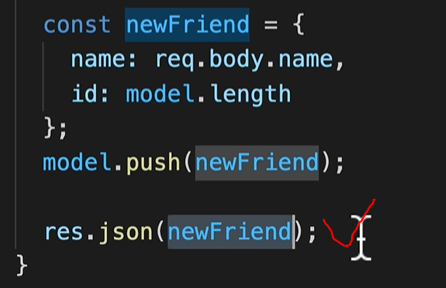 const newFriend = {
name: req.body.name,
id: model.length
};
model.push(newFriend);
res.json(newFriend);
}